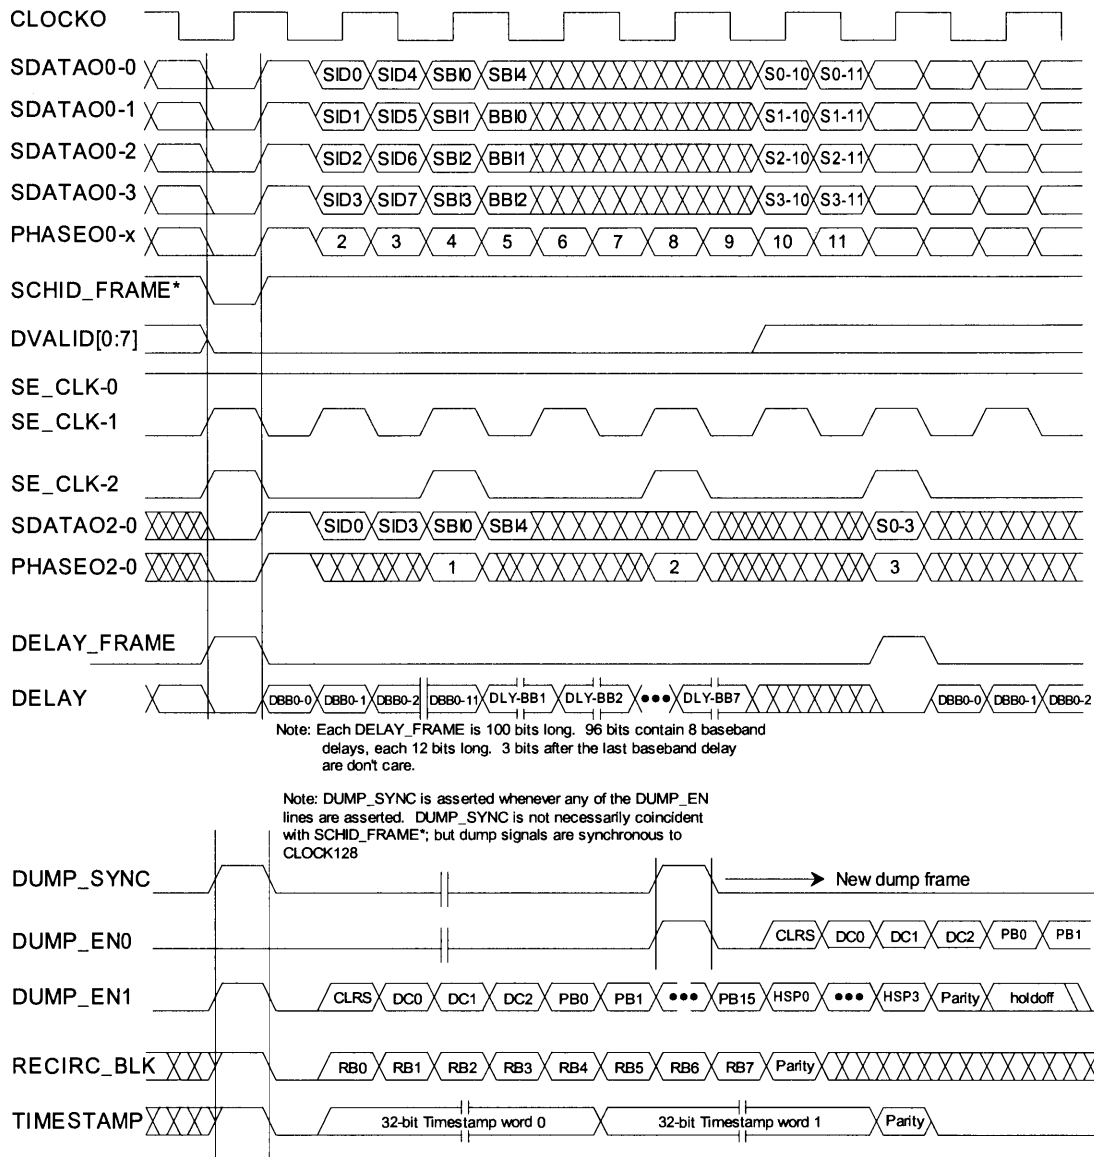 CLOCKO
SDATAO0-0 SID0 SID4 SBI0 SBI4 S0-10 S0-11
SDATAO0-1 SID1 SID5 SBI1 BBI0 S1-10 S1-11
SDATAO0-2 SID2 SID6 SBI2 BBI1 S2-10 S2-11
SDATAO0-3 SID3 SID7 SBI3 BBI2 S3-10 S3-11
PHASEO0-x 2 3 4 5 6 7 8 9 10 11
SCHID_FRAME*
DVALID[0:7]
SE_CLK-0
SE_CLK-1
SE_CLK-2
SDATAO2-0 SID0 SID3 SBI0 SBI4 S0-3
PHASEO2-0 1 2 3
DELAY_FRAME
DELAY DBB0-0 DBB0-1 DBB0-2 DBB0-11 DLY-BB1 DLY-BB2 ●●● DLY-BB7 DBB0-0 DBB0-1 DBB0-2
Note: Each DELAY_FRAME is 100 bits long. 96 bits contain 8 baseband
delays, each 12 bits long. 3 bits after the last baseband delay
are don't care.
Note: DUMP_SYNC is asserted whenever any of the DUMP_EN
lines are asserted. DUMP_SYNC is not necessarily coincident
with SCHID_FRAME*; but dump signals are synchronous to
CLOCK128
DUMP_SYNC New dump frame
DUMP_EN0 CLRS DC0 DC1 DC2 PB0 PB1
DUMP_EN1 CLRS DC0 DC1 DC2 PB0 PB1 ●●● PB15 HSP0 ●●● HSP3 Parity holdoff
RECIRC_BLK RB0 RB1 RB2 RB3 RB4 RB5 RB6 RB7 Parity
TIMESTAMP 32-bit Timestamp word 0 32-bit Timestamp word 1 Parity